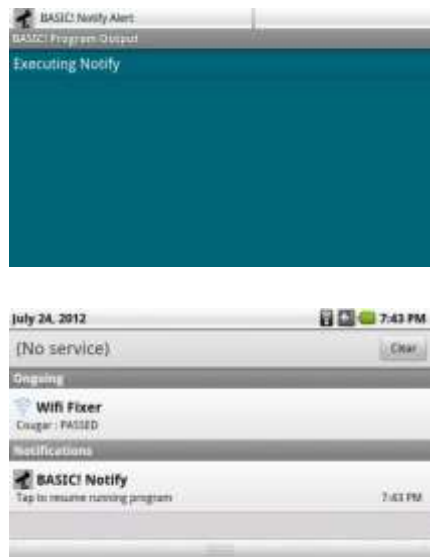 BASIC! Notify Alert
BASIC! Program Output
Executing Notify
July 24, 2012 7:43 PM
(No service) Clear
Ongoing
Wifi Fixer
Cougar : PASSED
Notifications
BASIC! Notify
Tap to resume running program 7:43 PM